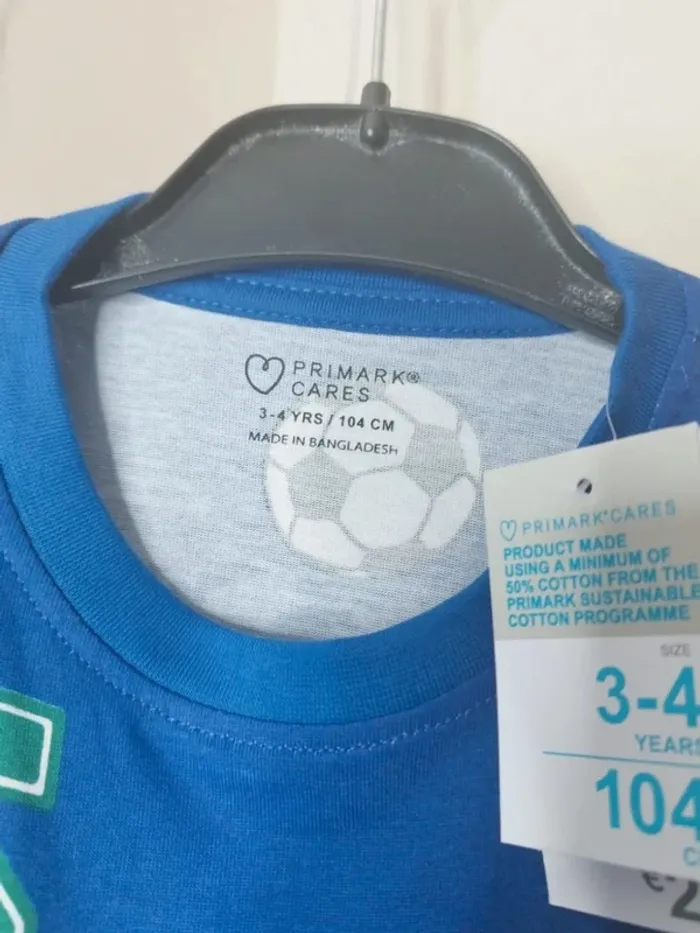 PRIMARK®
CARES
3-4 YRS / 104 CM
MADE IN BANGLADESH
PRIMARK®CARES
PRODUCT MADE
USING A MINIMUM OF
50% COTTON FROM THE
PRIMARK SUSTAINABLE
COTTON PROGRAMME
SIZE
3-4
YEARS
104